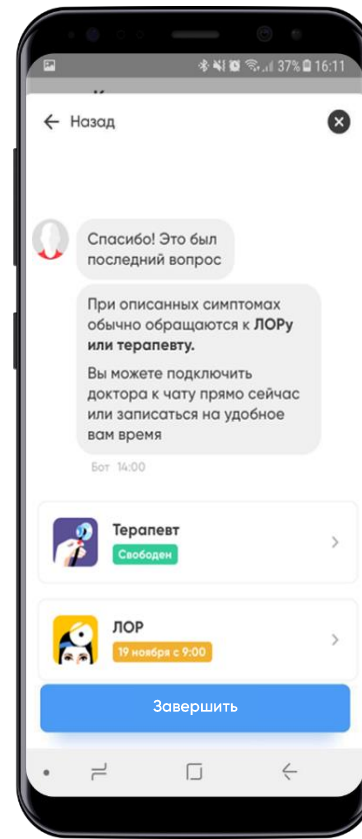 37% 16:11
Назад
Спасибо! Это был
последний вопрос
При описанных симптомах
обычно обращаются к ЛОРу
или терапевту.
Вы можете подключить
доктора к чату прямо сейчас
или записаться на удобное
вам время
Бот 14:00
Терапевт
Свободен
ЛОР
19 ноября с 9:00
Завершить